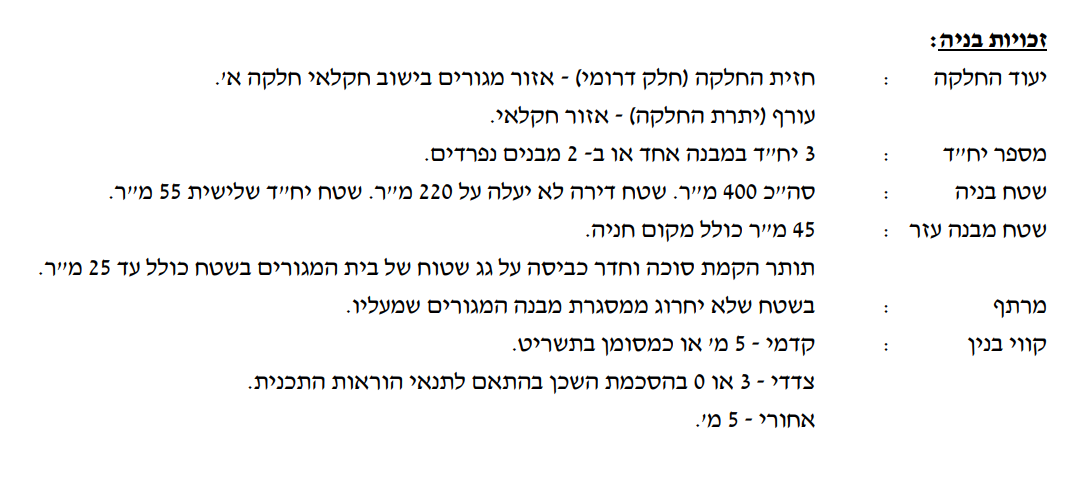 זכויות בניה:
יעוד החלקה : חזית החלקה (חלק דרומי) - אזור מגורים בישוב חקלאי חלקה א'.
עורף (יתרת החלקה) - אזור חקלאי.
מספר יח"ד : 3 יח"ד במבנה אחד או ב- 2 מבנים נפרדים.
שטח בניה : סה"כ 400 מ"ר. שטח דירה לא יעלה על 220 מ"ר. שטח יח"ד שלישית 55 מ"ר.
שטח מבנה עזר : 45 מ"ר כולל מקום חניה.
תותר הקמת סוכה וחדר כביסה על גג שטוח של בית המגורים בשטח כולל עד 25 מ"ר.
מרתף : בשטח שלא יחרוג ממסגרת מבנה המגורים שמעליו.
קווי בנין : קדמי - 5 מ' או כמסומן בתשריט.
צדדי - 3 או 0 בהסכמת השכן בהתאם לתנאי הוראות התכנית.
אחורי - 5 מ'.